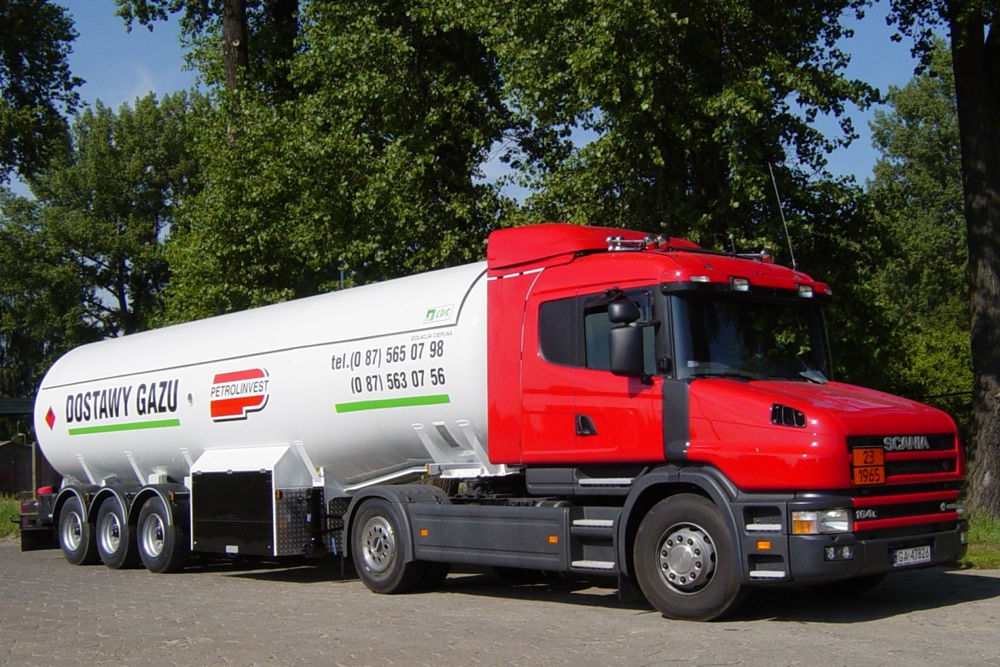 LDS
IZOLACJA CIEPLNA
tel.(0 87) 565 07 98
(0 87) 563 07 56
DOSTAWY GAZU
PETROLINVEST
SCANIA
23
1965
164L
GA 47826